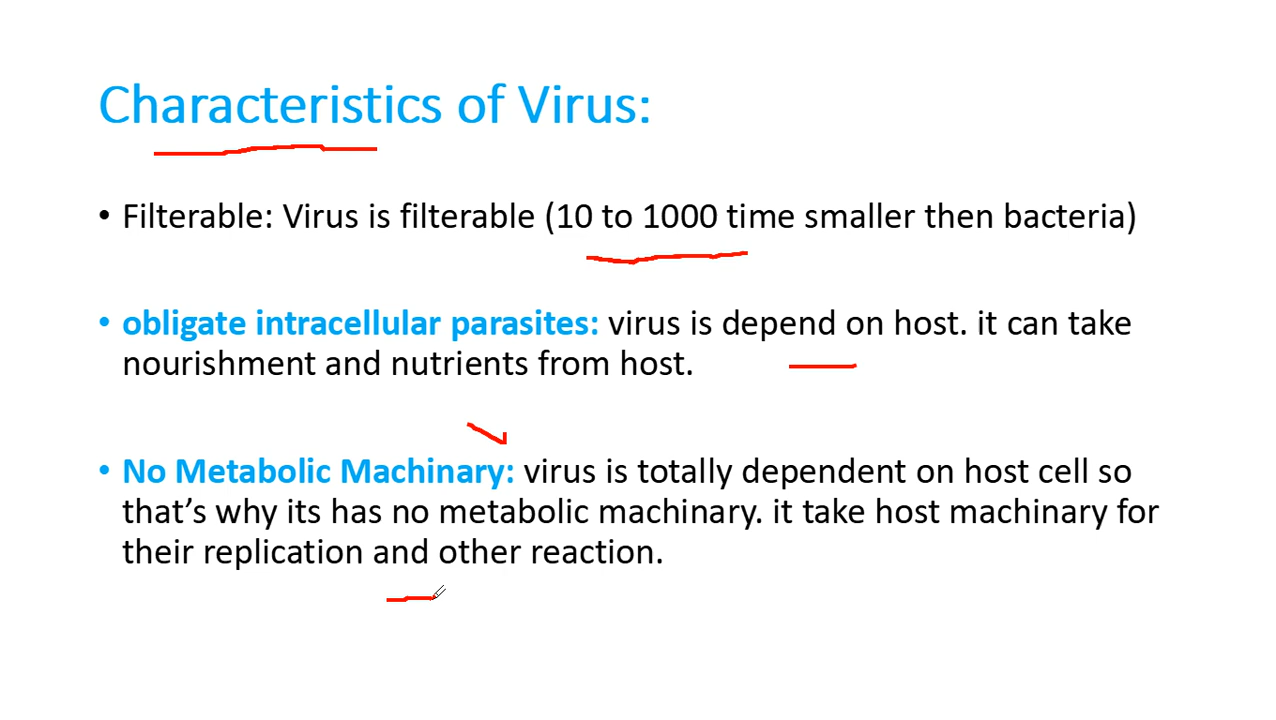 Characteristics of Virus:
• Filterable: Virus is filterable (10 to 1000 time smaller then bacteria)
• obligate intracellular parasites: virus is depend on host. it can take
nourishment and nutrients from host.
• No Metabolic Machinary: virus is totally dependent on host cell so
that’s why its has no metabolic machinary. it take host machinary for
their replication and other reaction.